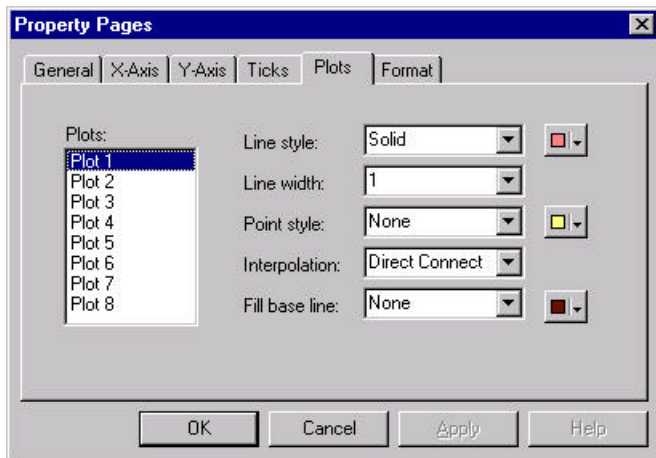 Property Pages
General X-Axis Y-Axis Ticks Plots Format
Plots:
Plot 1
Plot 2
Plot 3
Plot 4
Plot 5
Plot 6
Plot 7
Plot 8
Line style: Solid
Line width: 1
Point style: None
Interpolation: Direct Connect
Fill base line: None
OK Cancel Apply Help